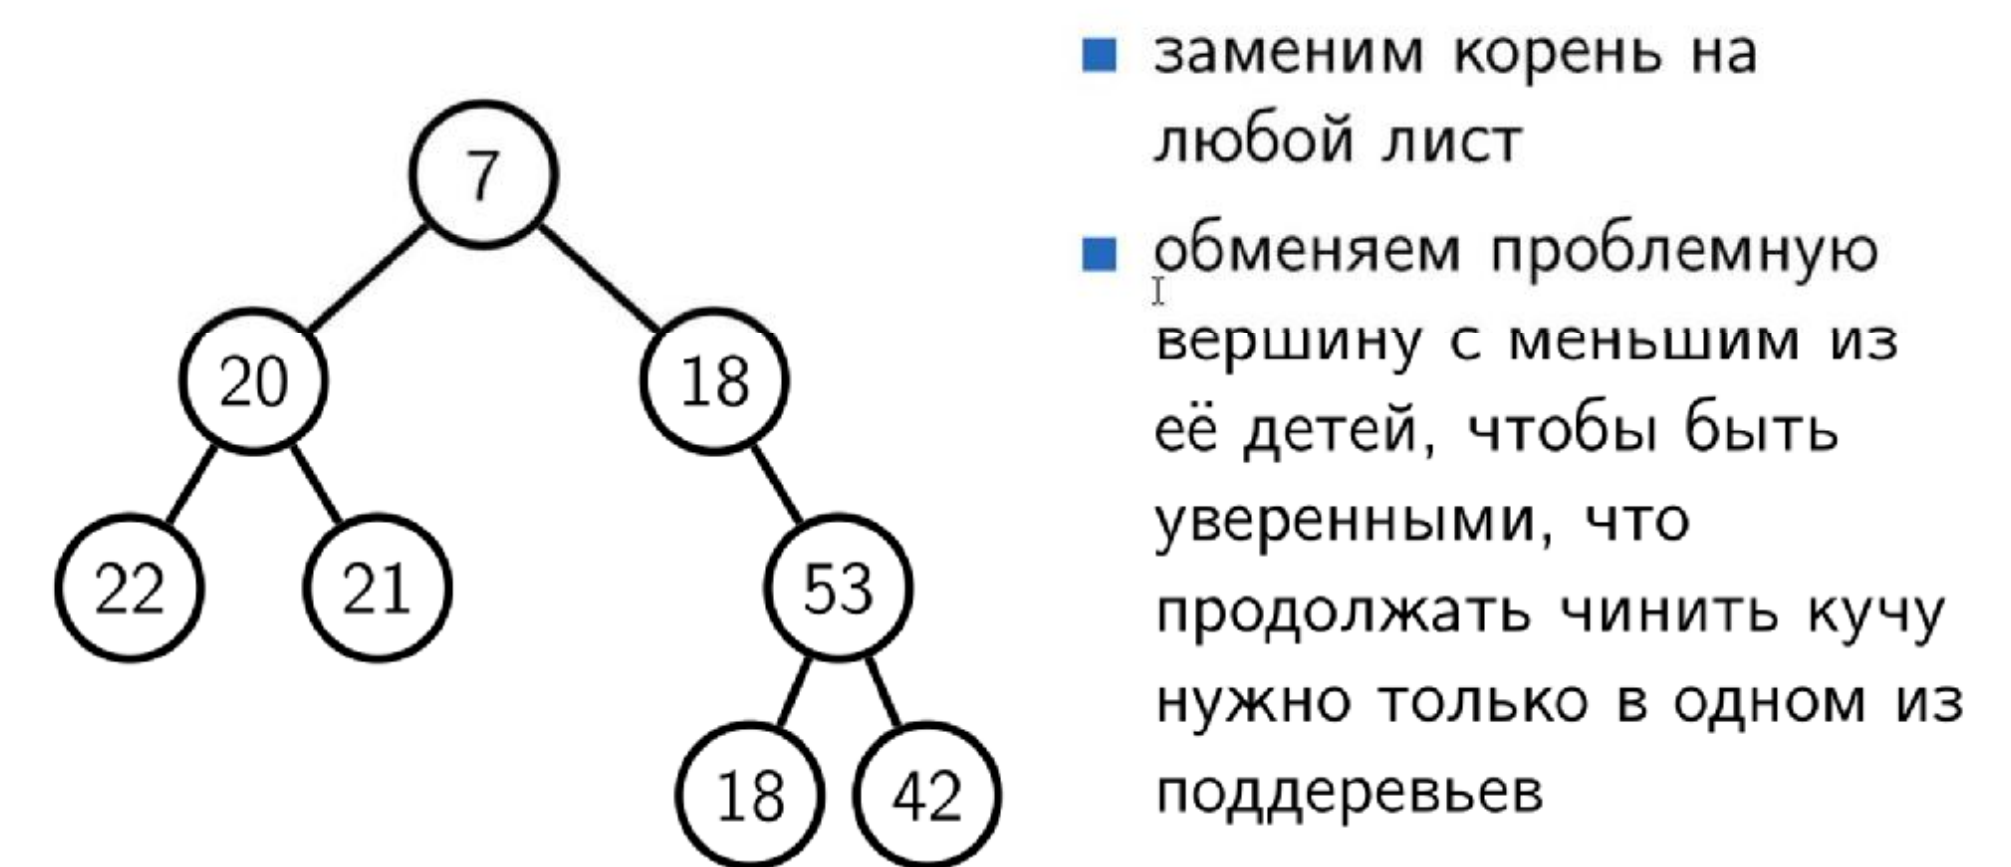 7
20 18
22 21 53
18 42
заменим корень на
любой лист
обменяем проблемную
вершину с меньшим из
её детей, чтобы быть
уверенными, что
продолжать чинить кучу
нужно только в одном из
поддеревьев